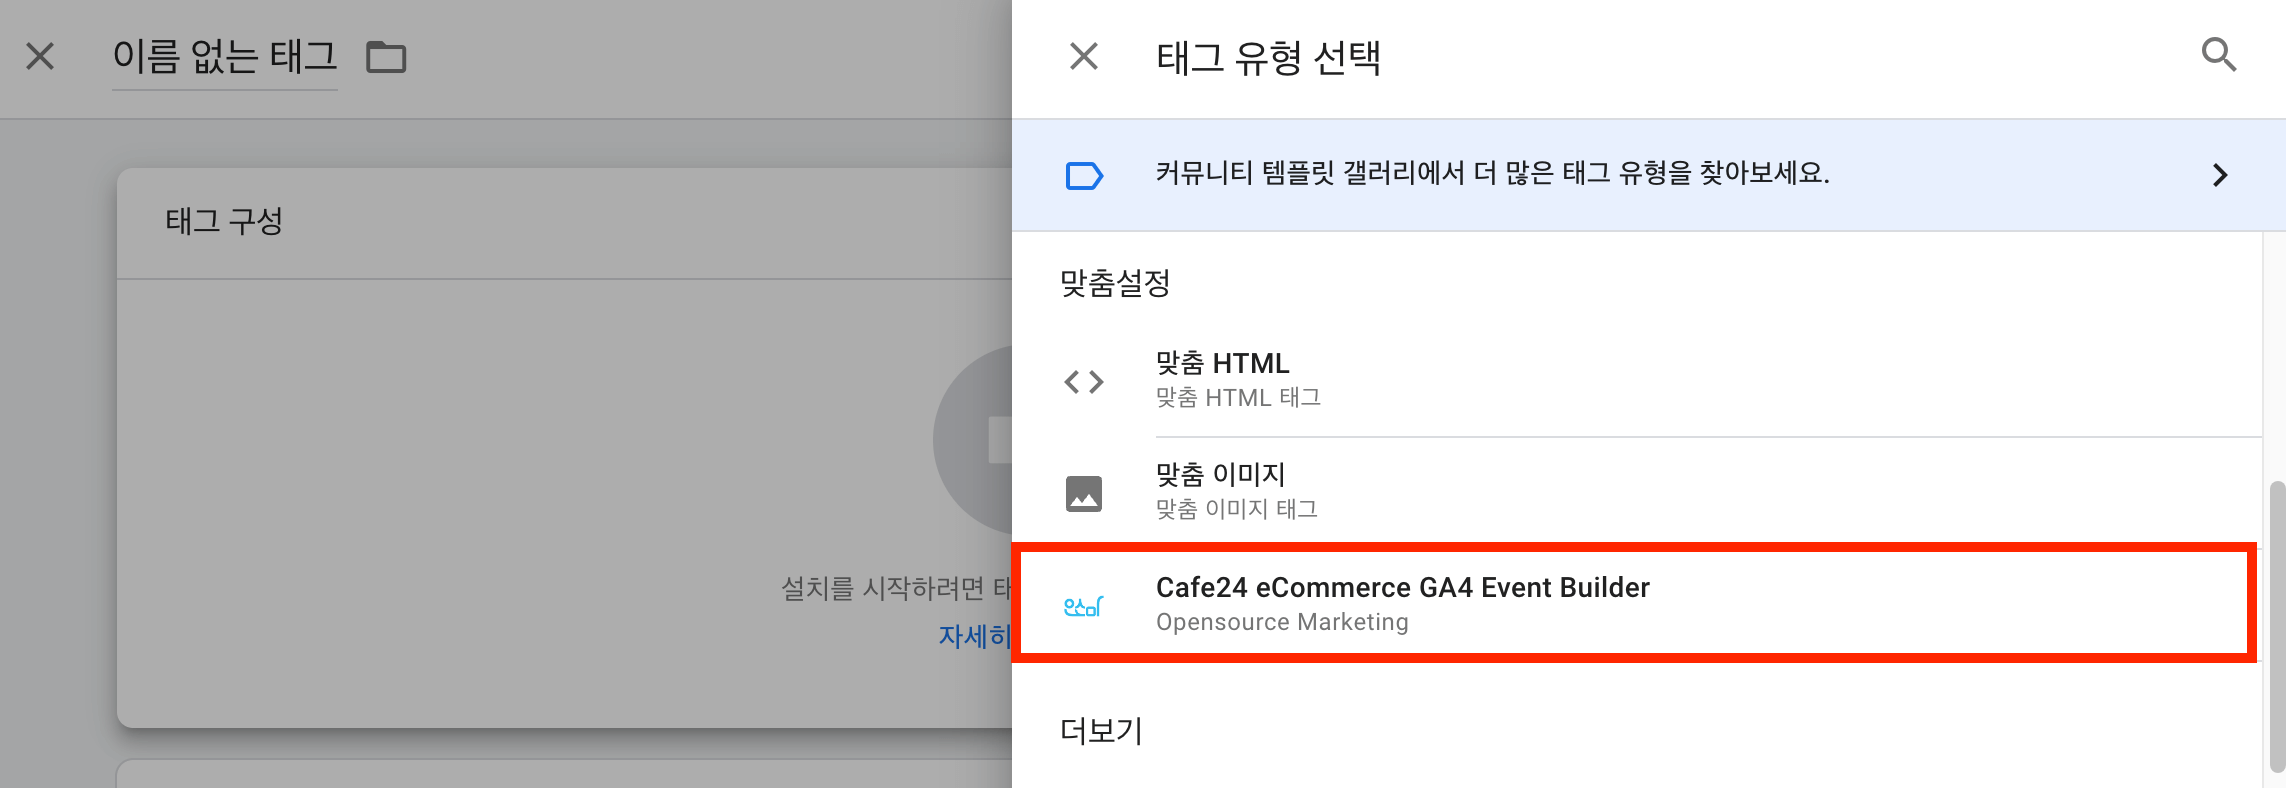 이름 없는 태그
태그 구성
설치를 시작하려면
자세히
태그 유형 선택
커뮤니티 템플릿 갤러리에서 더 많은 태그 유형을 찾아보세요.
맞춤설정
맞춤 HTML
맞춤 HTML 태그
맞춤 이미지
맞춤 이미지 태그
오소마
Cafe24 eCommerce GA4 Event Builder
Opensource Marketing
더보기